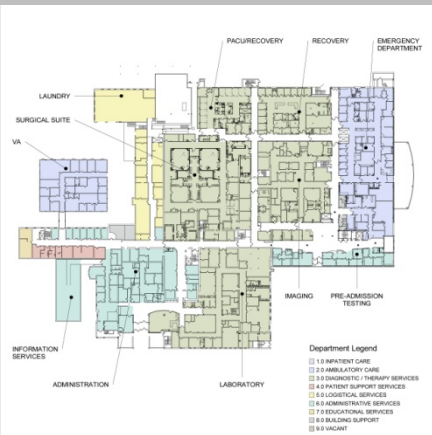 PACU/RECOVERY
RECOVERY
EMERGENCY
DEPARTMENT
LAUNDRY
SURGICAL SUITE
VA
IMAGING
PRE-ADMISSION
TESTING
INFORMATION
SERVICES
ADMINISTRATION
LABORATORY
Department Legend
1.0 INPATIENT CARE
2.0 AMBULATORY CARE
3.0 DIAGNOSTIC / THERAPY SERVICES
4.0 PATIENT SUPPORT SERVICES
5.0 LOGISTICAL SERVICES
6.0 ADMINISTRATIVE SERVICES
7.0 EDUCATIONAL SERVICES
8.0 BUILDING SUPPORT
9.0 VACANT